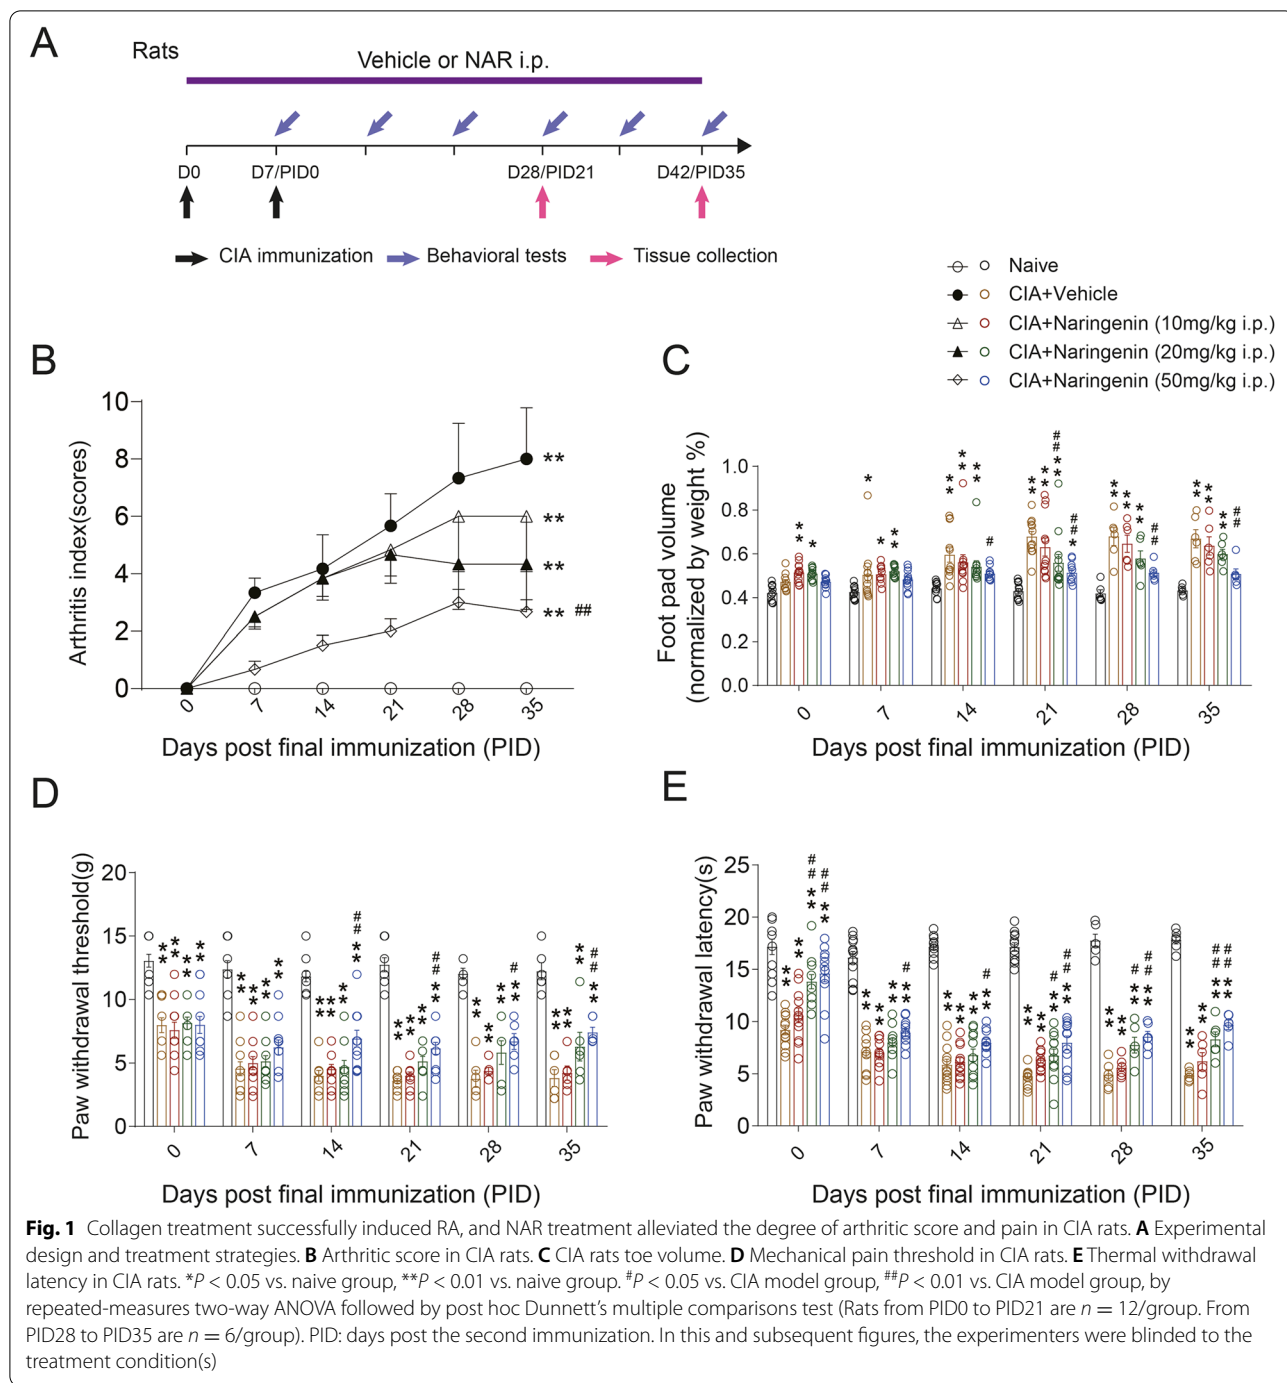 A
Rats
Vehicle or NAR i.p.
D0
D7/PID0
D28/PID21
D42/PID35
CIA immunization
Behavioral tests
Tissue collection
Naive
CIA+Vehicle
CIA+Naringenin (10mg/kg i.p.)
CIA+Naringenin (20mg/kg i.p.)
CIA+Naringenin (50mg/kg i.p.)
B
Arthritis index(scores)
10
8
6
4
2
0
**
**
**
** ##
0 7 14 21 28 35
Days post final immunization (PID)
C
Foot pad volume
(normalized by weight %)
1.0
0.8
0.6
0.4
0.2
0.0
0 7 14 21 28 35
Days post final immunization (PID)
D
Paw withdrawal threshold(g)
20
15
10
5
0
0 7 14 21 28 35
Days post final immunization (PID)
E
Paw withdrawal latency(s)
25
20
15
10
5
0
0 7 14 21 28 35
Days post final immunization (PID)
Fig. 1 Collagen treatment successfully induced RA, and NAR treatment alleviated the degree of arthritic score and pain in CIA rats. A Experimental
design and treatment strategies. B Arthritic score in CIA rats. C CIA rats toe volume. D Mechanical pain threshold in CIA rats. E Thermal withdrawal
latency in CIA rats. *P < 0.05 vs. naive group, **P < 0.01 vs. naive group. #P < 0.05 vs. CIA model group, ##P < 0.01 vs. CIA model group, by
repeated-measures two-way ANOVA followed by post hoc Dunnett's multiple comparisons test (Rats from PID0 to PID21 are n = 12/group. From
PID28 to PID35 are n = 6/group). PID: days post the second immunization. In this and subsequent figures, the experimenters were blinded to the
treatment condition(s)